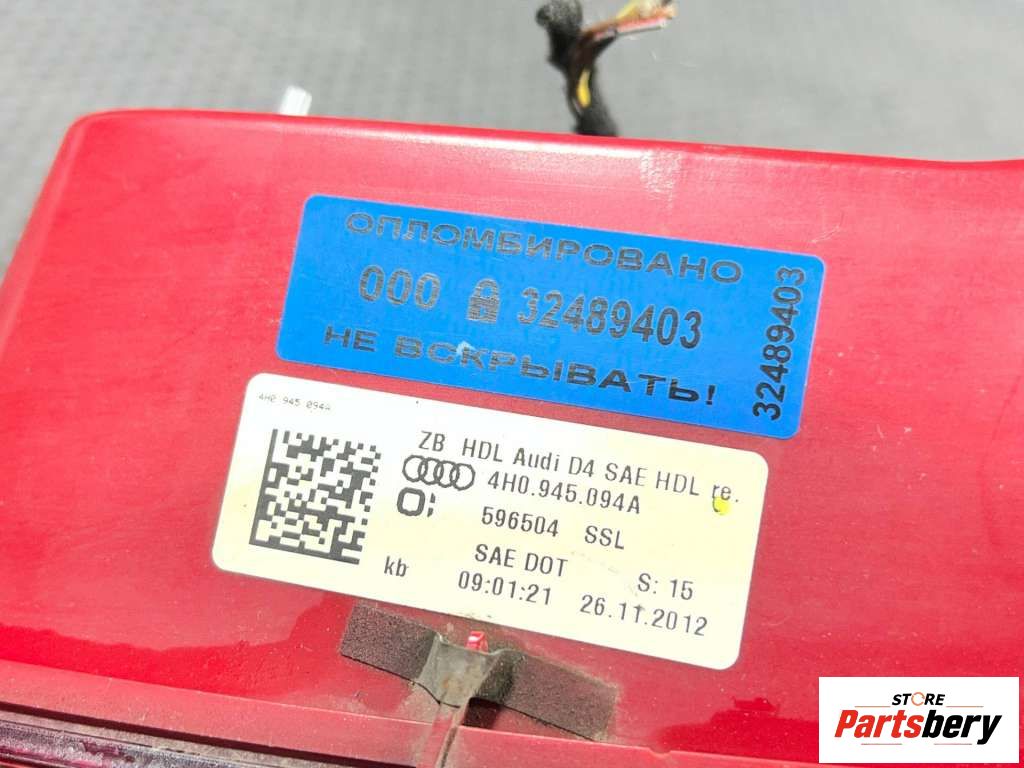 ОПЛОМБИРОВАНО
000 32489403
НЕ ВСКРЫВАТЬ!
32489403
4H0 945 094A
ZB HDL Audi D4 SAE HDL re.
4H0.945.094A
596504 SSL
SAE DOT S: 15
kb 09:01:21 26.11.2012
STORE
Partsbery